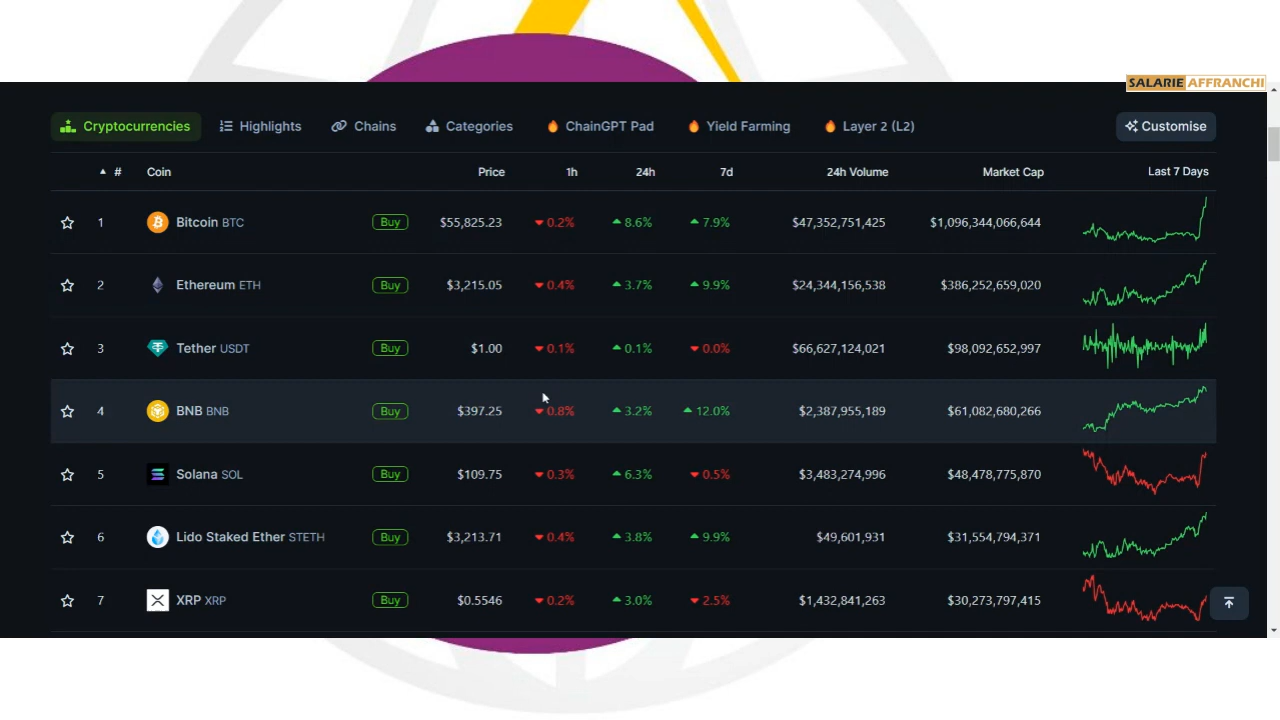 SALARIE AFFRANCHI
Cryptocurrencies Highlights Chains Categories ChainGPT Pad Yield Farming Layer 2 (L2) Customise
# Coin Price 1h 24h 7d 24h Volume Market Cap Last 7 Days
1 Bitcoin BTC Buy $55,825.23 0.2% 8.6% 7.9% $47,352,751,425 $1,096,344,066,644
2 Ethereum ETH Buy $3,215.05 0.4% 3.7% 9.9% $24,344,156,538 $386,252,659,020
3 Tether USDT Buy $1.00 0.1% 0.1% 0.0% $66,627,124,021 $98,092,652,997
4 BNB BNB Buy $397.25 0.8% 3.2% 12.0% $2,387,955,189 $61,082,680,266
5 Solana SOL Buy $109.75 0.3% 6.3% 0.5% $3,483,274,996 $48,478,775,870
6 Lido Staked Ether STETH Buy $3,213.71 0.4% 3.8% 9.9% $49,601,931 $31,554,794,371
7 XRP XRP Buy $0.5546 0.2% 3.0% 2.5% $1,432,841,263 $30,273,797,415